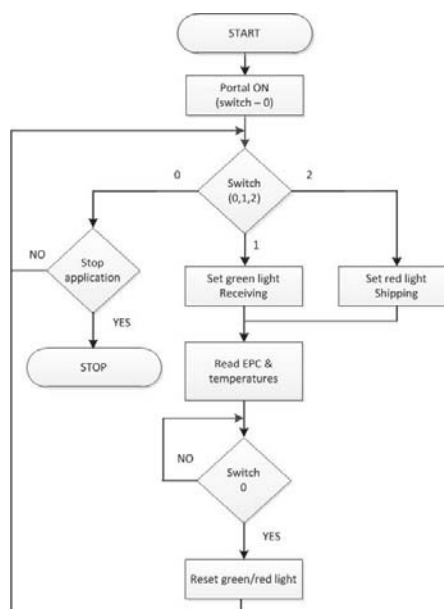 START
Portal ON
(switch – 0)
0
Switch
(0,1,2)
2
1
NO
Stop
application
YES
STOP
Set green light
Receiving
Set red light
Shipping
Read EPC &
temperatures
NO
Switch
0
YES
Reset green/red light